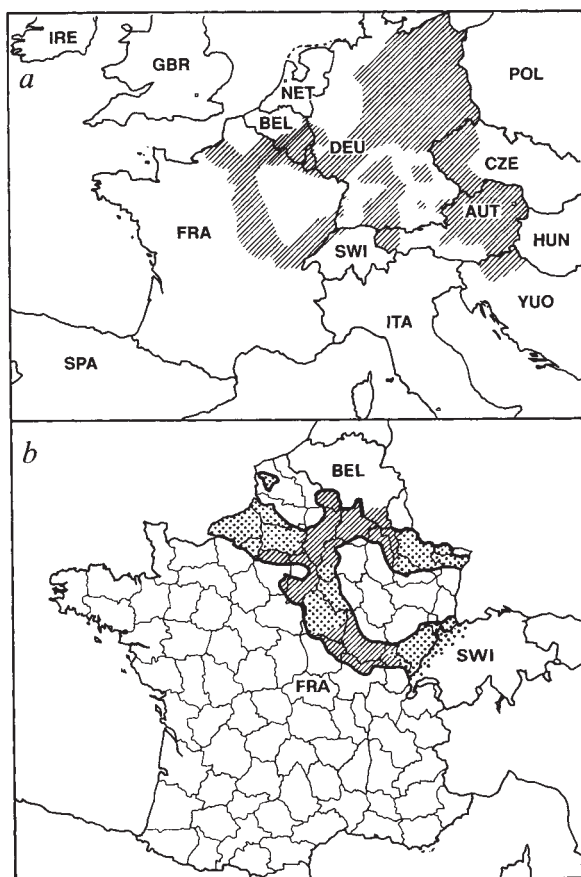 IRE
a
GBR
NET
POL
BEL
DEU
CZE
AUT
FRA
SWI
HUN
YUO
ITA
SPA
b
BEL
SWI
FRA